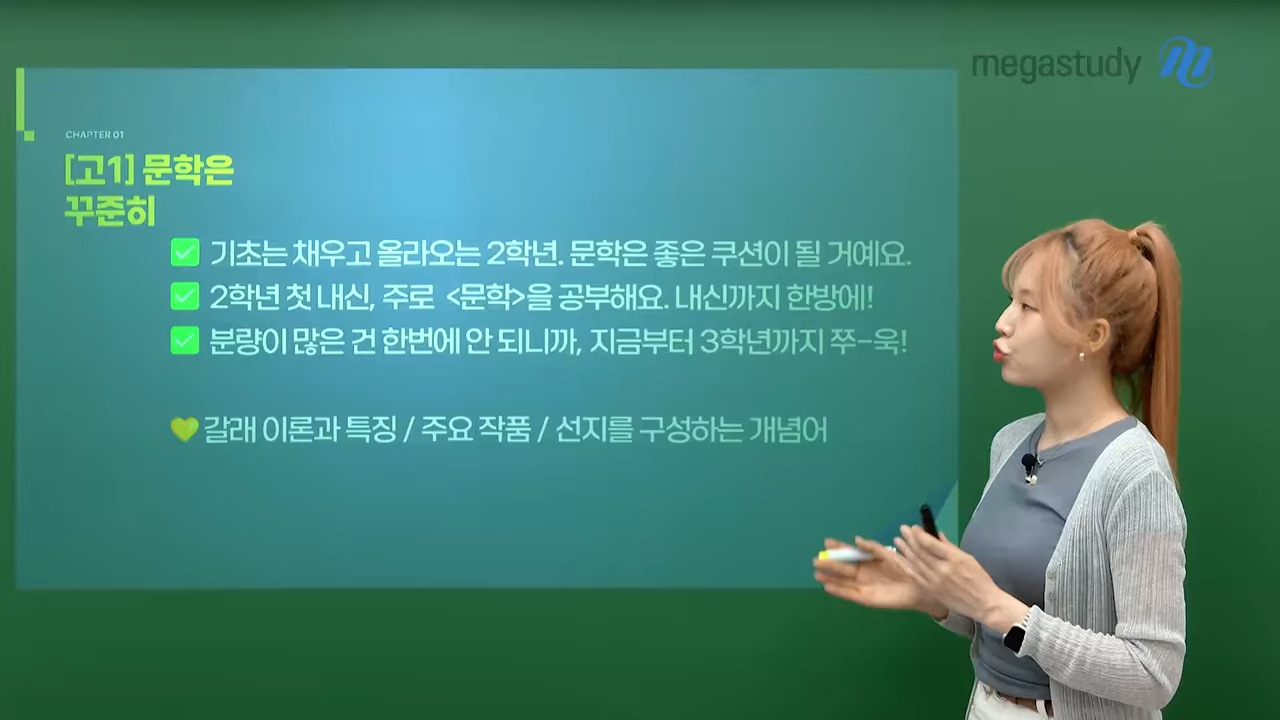 megastudy
CHAPTER 01
[고1] 문학은
꾸준히
기초는 채우고 올라오는 2학년. 문학은 좋은 쿠션이 될 거예요.
2학년 첫 내신, 주로 <문학>을 공부해요. 내신까지 한방에!
분량이 많은 건 한번에 안 되니까, 지금부터 3학년까지 쭈-욱!
갈래 이론과 특징 / 주요 작품 / 선지를 구성하는 개념어